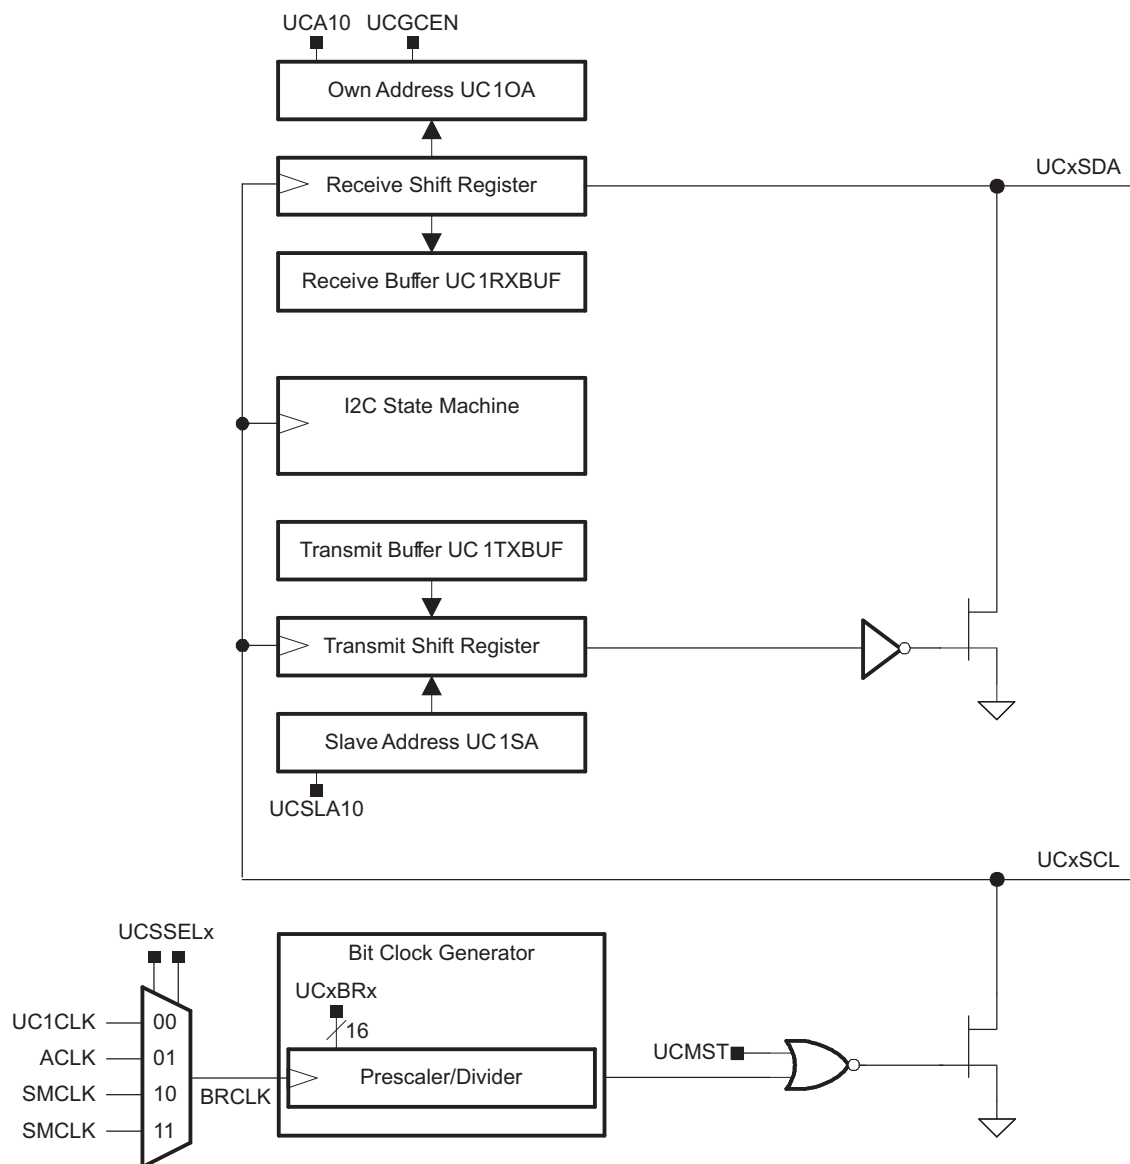 UCA10 UCGCEN
Own Address UC1OA
Receive Shift Register
UCxSDA
Receive Buffer UC1RXBUF
I2C State Machine
Transmit Buffer UC1TXBUF
Transmit Shift Register
Slave Address UC1SA
UCSLA10
UCxSCL
UCSSELx
Bit Clock Generator
UCxBRx
16
UC1CLK 00
ACLK 01
SMCLK 10
SMCLK 11
BRCLK
Prescaler/Divider
UCMST